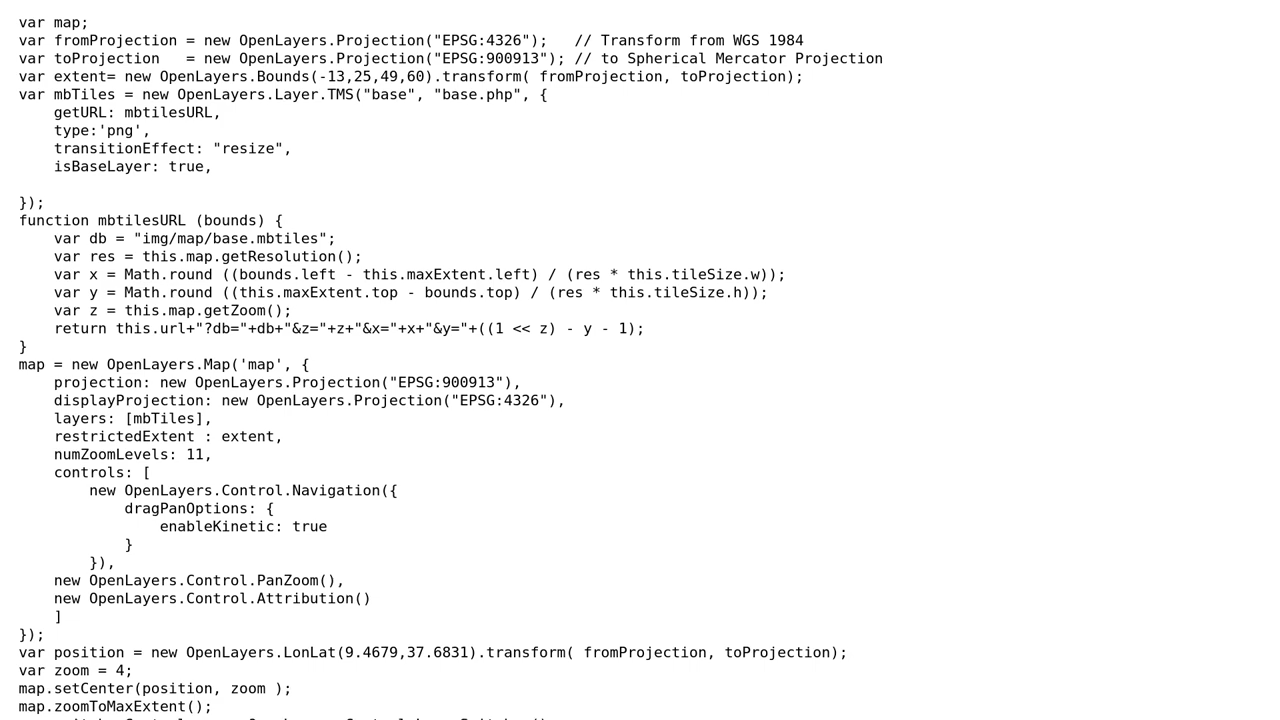 var map;
var fromProjection = new OpenLayers.Projection("EPSG:4326");   // Transform from WGS 1984
var toProjection   = new OpenLayers.Projection("EPSG:900913"); // to Spherical Mercator Projection
var extent= new OpenLayers.Bounds(-13,25,49,60).transform( fromProjection, toProjection);
var mbTiles = new OpenLayers.Layer.TMS("base", "base.php", {
    getURL: mbtilesURL,
    type:'png',
    transitionEffect: "resize",
    isBaseLayer: true,

});
function mbtilesURL (bounds) {
    var db = "img/map/base.mbtiles";
    var res = this.map.getResolution();
    var x = Math.round ((bounds.left - this.maxExtent.left) / (res * this.tileSize.w));
    var y = Math.round ((this.maxExtent.top - bounds.top) / (res * this.tileSize.h));
    var z = this.map.getZoom();
    return this.url+"?db="+db+"&z="+z+"&x="+x+"&y="+((1 << z) - y - 1);
}
map = new OpenLayers.Map('map', {
    projection: new OpenLayers.Projection("EPSG:900913"),
    displayProjection: new OpenLayers.Projection("EPSG:4326"),
    layers: [mbTiles],
    restrictedExtent : extent,
    numZoomLevels: 11,
    controls: [
        new OpenLayers.Control.Navigation({
            dragPanOptions: {
                enableKinetic: true
            }
        }),
    new OpenLayers.Control.PanZoom(),
    new OpenLayers.Control.Attribution()
    ]
});
var position = new OpenLayers.LonLat(9.4679,37.6831).transform( fromProjection, toProjection);
var zoom = 4;
map.setCenter(position, zoom );
map.zoomToMaxExtent();